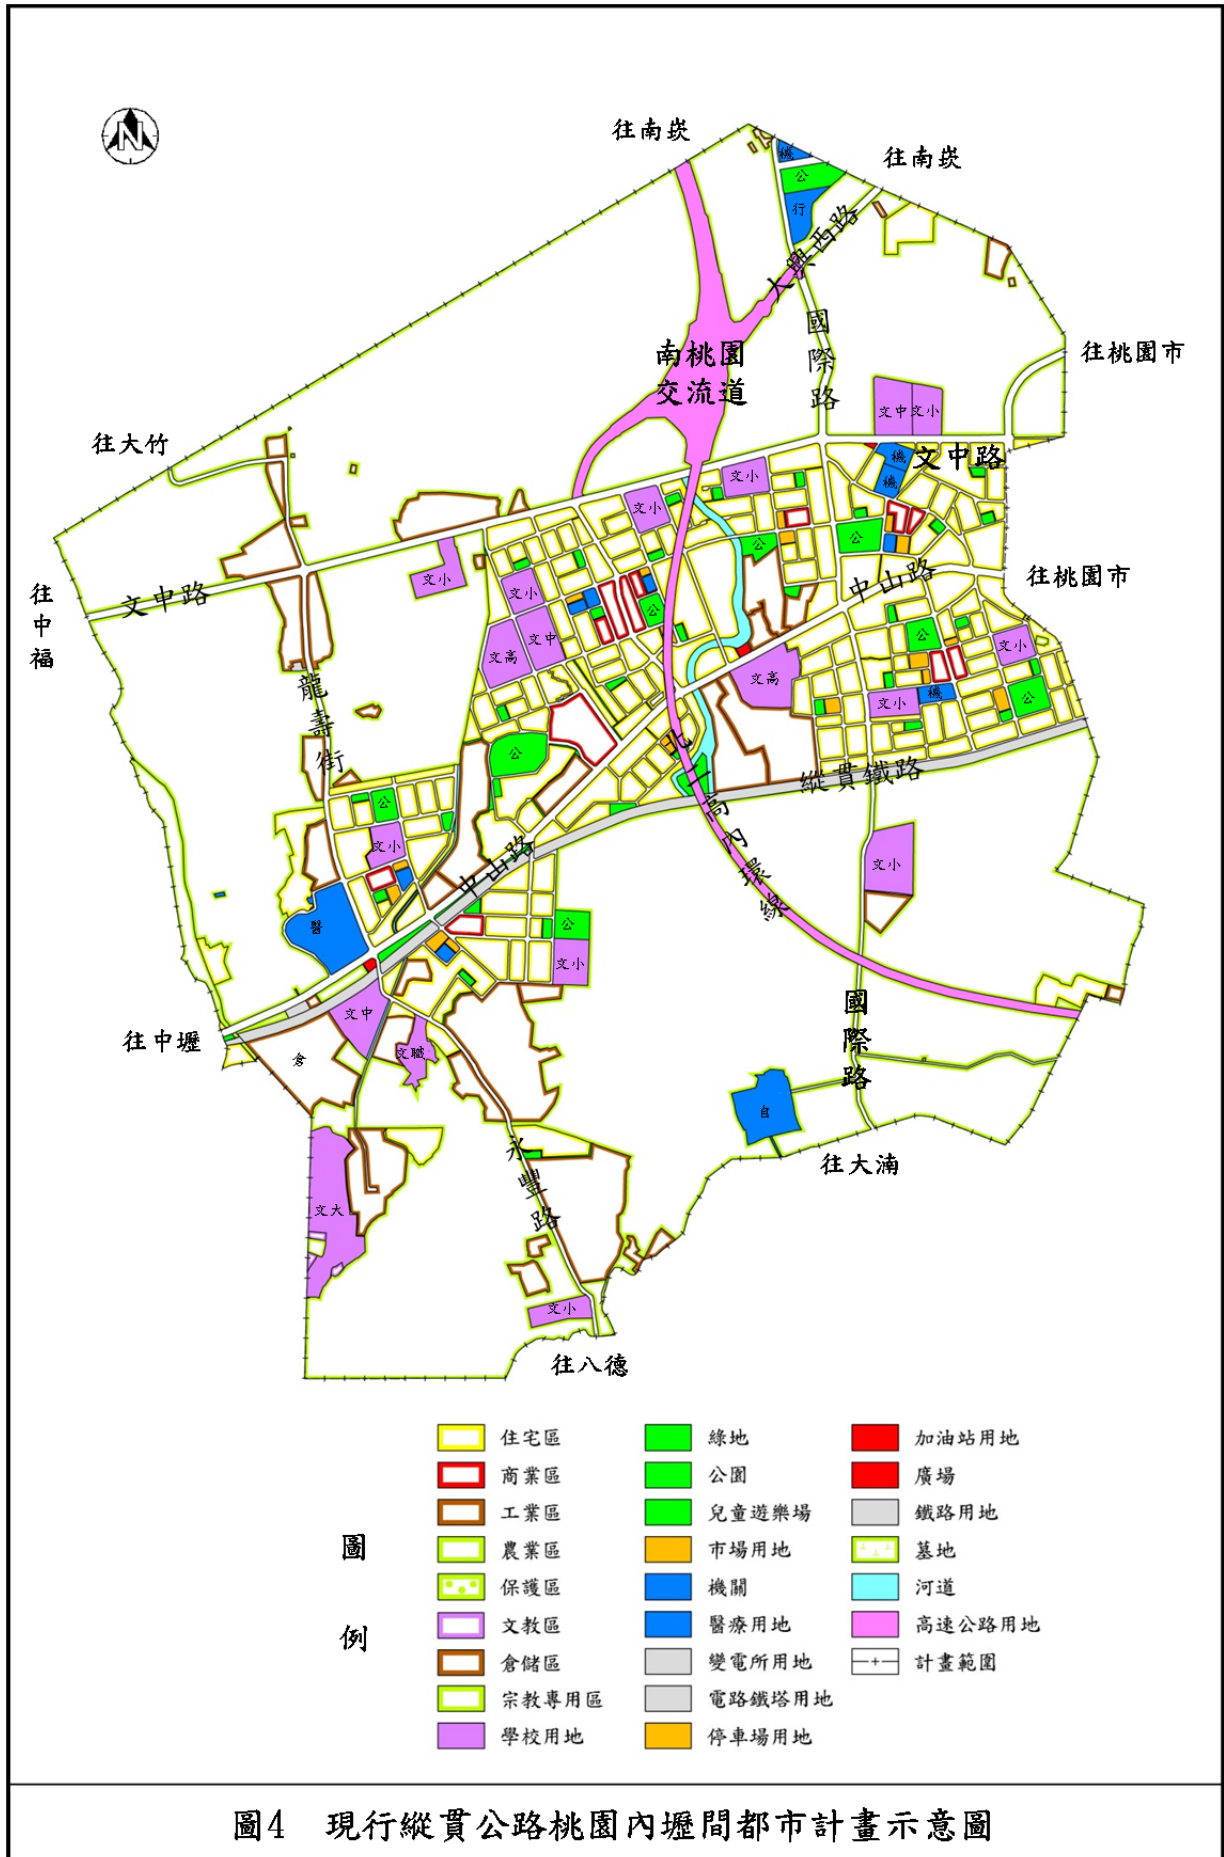 N
往南崁
往南崁
機
公
行
大興西路
國際路
南桃園
交流道
往桃園市
文中
文小
往大竹
機
文中路
機
文小
文小
公
公
文小
中山路
往桃園市
往中福
文中路
文小
公
文中
文高
公
文小
文高
龍壽街
文小
機
公
公
北二高內環線
縱貫鐵路
公
文小
中山路
文小
醫
公
文小
國際路
往中壢
文中
倉
文職
自
永豐路
往大湳
文大
文小
往八德
圖例
住宅區
商業區
工業區
農業區
保護區
文教區
倉儲區
宗教專用區
學校用地
綠地
公園
兒童遊樂場
市場用地
機關
醫療用地
變電所用地
電路鐵塔用地
停車場用地
加油站用地
廣場
鐵路用地
墓地
河道
高速公路用地
計畫範圍
圖4 現行縱貫公路桃園內壢間都市計畫示意圖